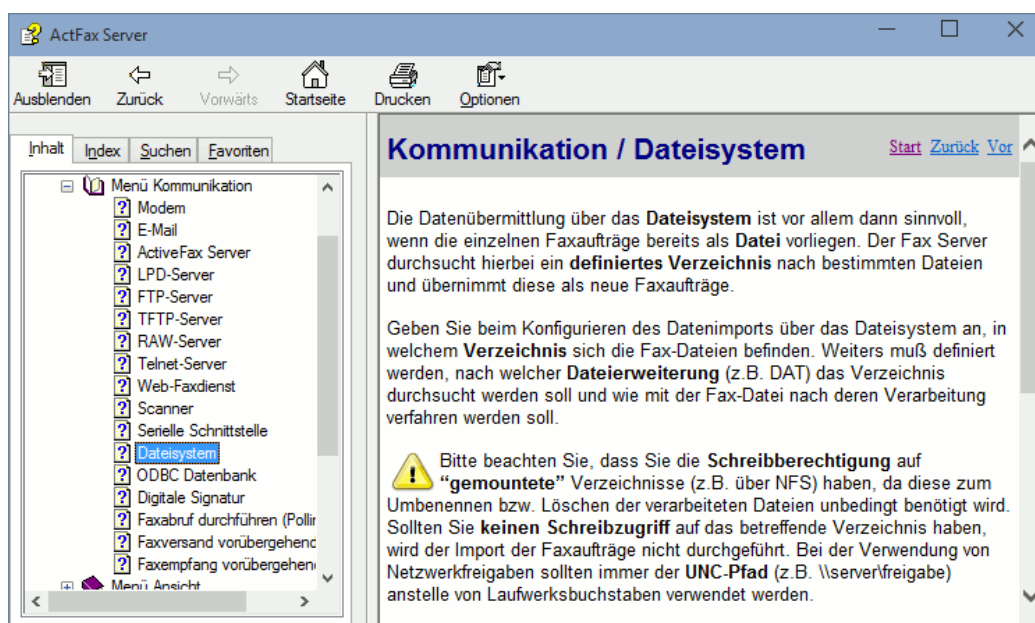 ActFax Server
Ausblenden Zurück Vorwärts Startseite Drucken Optionen
Inhalt Index Suchen Favoriten
Menü Kommunikation
Modem
E-Mail
ActiveFax Server
LPD-Server
FTP-Server
TFTP-Server
RAW-Server
Telnet-Server
Web-Faxdienst
Scanner
Serielle Schnittstelle
Dateisystem
ODBC Datenbank
Digitale Signatur
Faxabruf durchführen (Pollir
Faxversand vorübergehend
Faxempfang vorübergehen
Menü Ansicht
Kommunikation / Dateisystem
Start Zurück Vor
Die Datenübermittlung über das Dateisystem ist vor allem dann sinnvoll,
wenn die einzelnen Faxaufträge bereits als Datei vorliegen. Der Fax Server
durchsucht hierbei ein definiertes Verzeichnis nach bestimmten Dateien
und übernimmt diese als neue Faxaufträge.
Geben Sie beim Konfigurieren des Datenimports über das Dateisystem an, in
welchem Verzeichnis sich die Fax-Dateien befinden. Weiters muß definiert
werden, nach welcher Dateierweiterung (z.B. DAT) das Verzeichnis
durchsucht werden soll und wie mit der Fax-Datei nach deren Verarbeitung
verfahren werden soll.
Bitte beachten Sie, dass Sie die Schreibberechtigung auf
“gemountete” Verzeichnisse (z.B. über NFS) haben, da diese zum
Umbenennen bzw. Löschen der verarbeiteten Dateien unbedingt benötigt wird.
Sollten Sie keinen Schreibzugriff auf das betreffende Verzeichnis haben,
wird der Import der Faxaufträge nicht durchgeführt. Bei der Verwendung von
Netzwerkfreigaben sollten immer der UNC-Pfad (z.B. \\server\freigabe)
anstelle von Laufwerksbuchstaben verwendet werden.